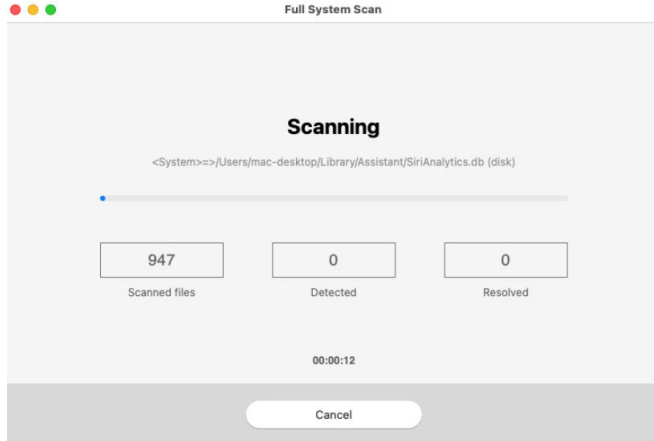 Full System Scan
Scanning
<System>=>/Users/mac-desktop/Library/Assistant/SiriAnalytics.db (disk)
947
0
0
Scanned files
Detected
Resolved
00:00:12
Cancel